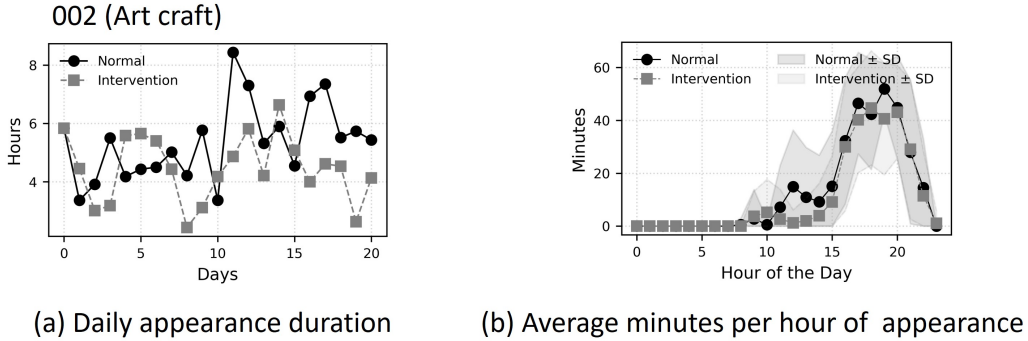 002 (Art craft)
Normal
Intervention
8
6
4
Hours
0 5 10 15 20
Days
(a) Daily appearance duration
Normal
Intervention
Normal ± SD
Intervention ± SD
60
40
20
0
Minutes
0 5 10 15 20
Hour of the Day
(b) Average minutes per hour of appearance